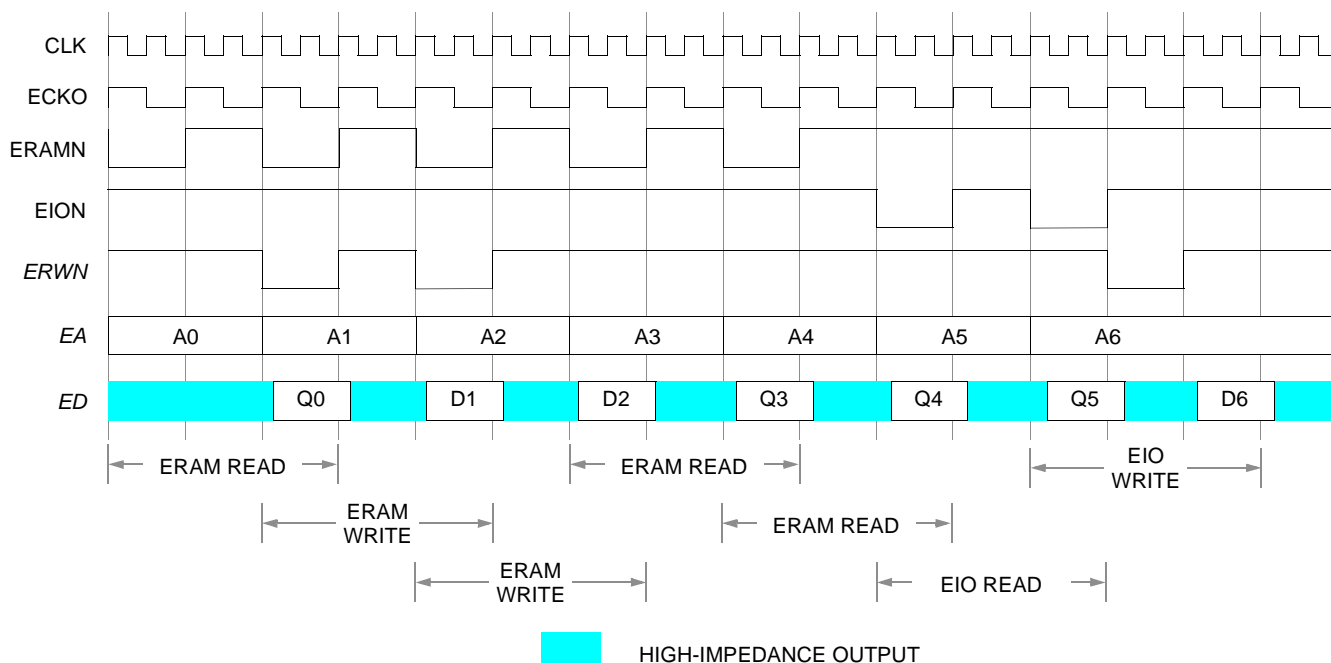 CLK
ECKO
ERAMN
EION
ERWN
EA A0 A1 A2 A3 A4 A5 A6
ED Q0 D1 D2 Q3 Q4 Q5 D6
ERAM READ ERAM READ EIO
WRITE
ERAM
WRITE
ERAM READ
ERAM
WRITE
EIO READ
HIGH-IMPEDANCE OUTPUT